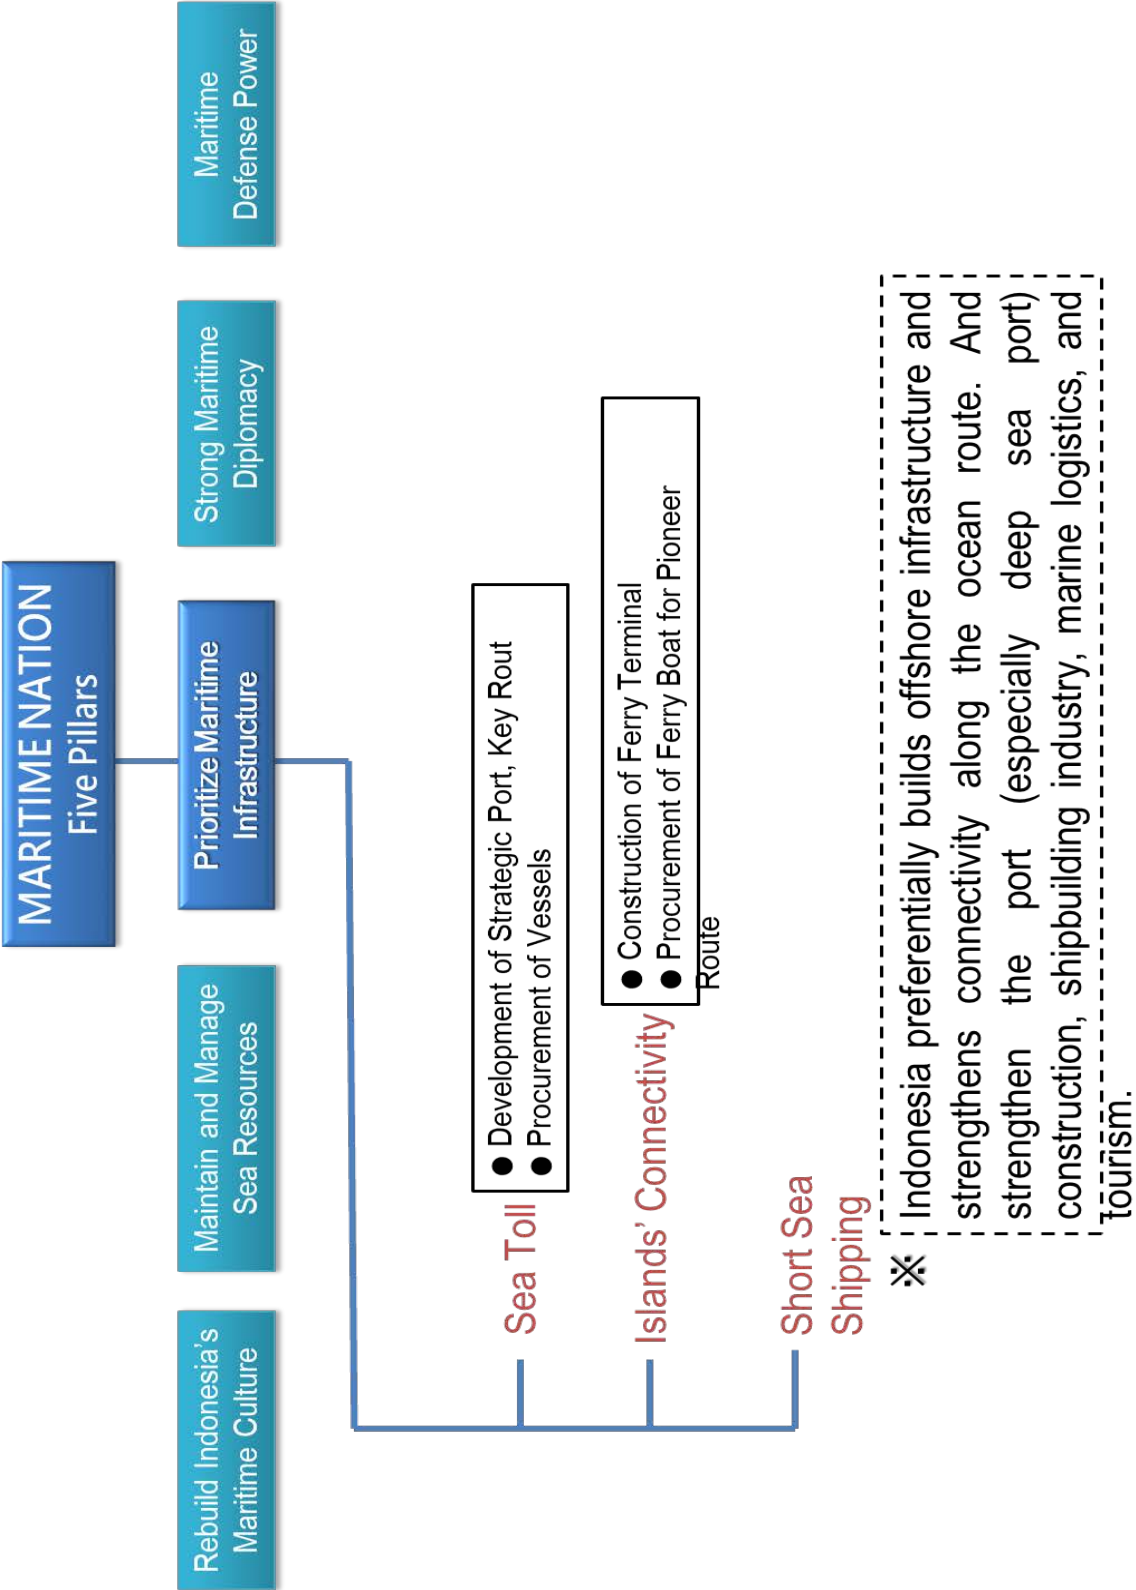 MARITIME NATION
Five Pillars
Rebuild Indonesia's
Maritime Culture
Maintain and Manage
Sea Resources
Prioritize Maritime
Infrastructure
Strong Maritime
Diplomacy
Maritime
Defense Power
Sea Toll
● Development of Strategic Port, Key Rout
● Procurement of Vessels
Islands' Connectivity
● Construction of Ferry Terminal
● Procurement of Ferry Boat for Pioneer
Route
Short Sea
Shipping
※
Indonesia preferentially builds offshore infrastructure and
strengthens connectivity along the ocean route. And
strengthen the port (especially deep sea port)
construction, shipbuilding industry, marine logistics, and
tourism.